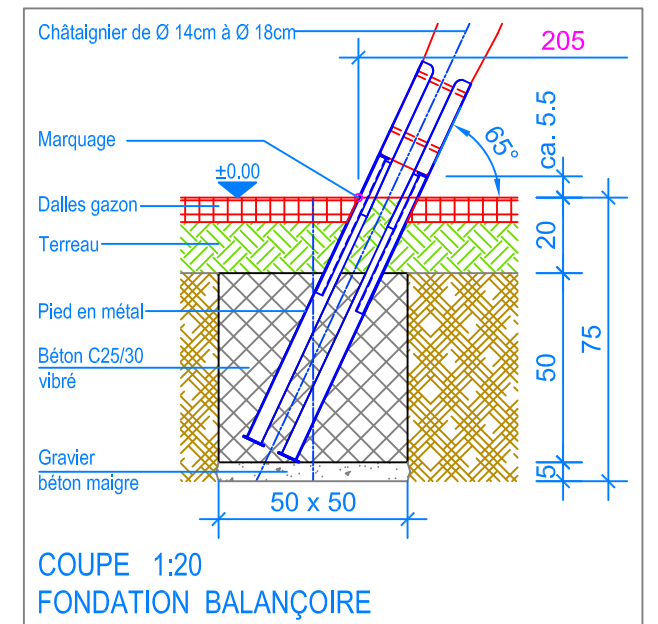 Châtaignier de Ø 14cm à Ø 18cm
205
ca. 5.5
65°
Marquage
±0.00
Dalles gazon
Terreau
20
Pied en métal
75
Béton C25/30
vibré
50
Gravier
béton maigre
5
50 x 50
COUPE 1:20
FONDATION BALANÇOIRE